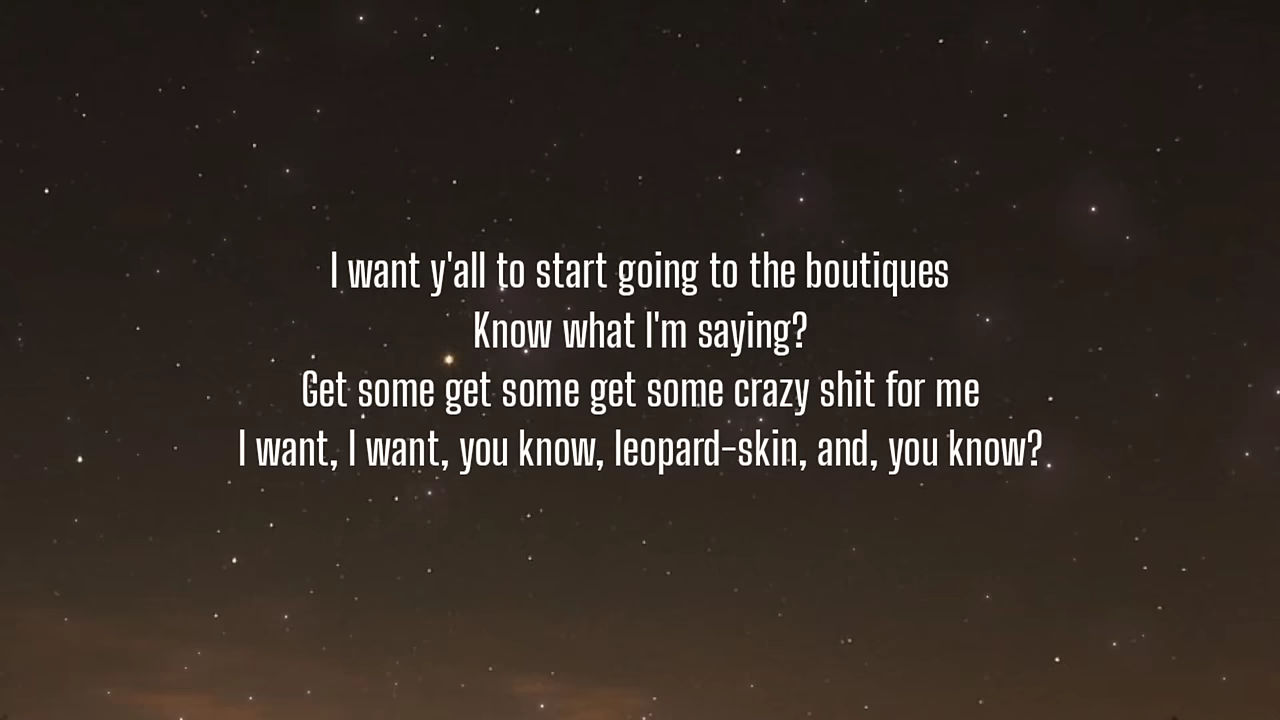 I want y'all to start going to the boutiques
Know what I'm saying?
Get some get some get some crazy shit for me
I want, I want, you know, leopard-skin, and, you know?